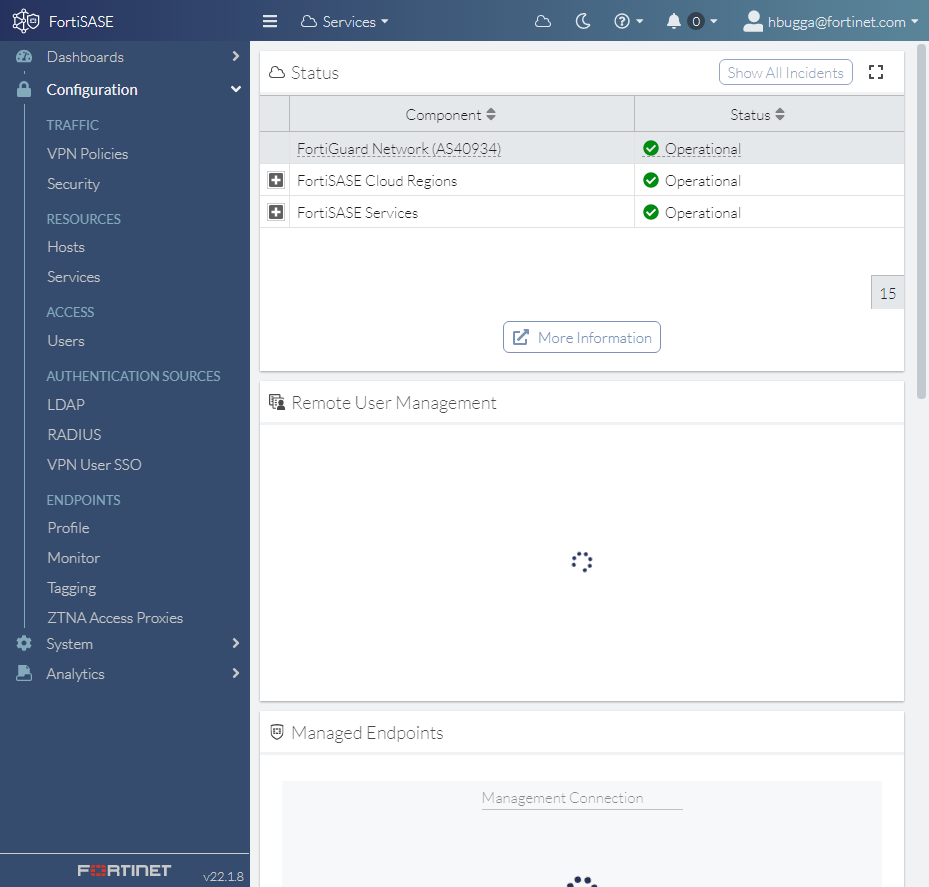 FortiSASE
Services
0
hbugga@fortinet.com
Dashboards
Configuration
TRAFFIC
VPN Policies
Security
RESOURCES
Hosts
Services
ACCESS
Users
AUTHENTICATION SOURCES
LDAP
RADIUS
VPN User SSO
ENDPOINTS
Profile
Monitor
Tagging
ZTNA Access Proxies
System
Analytics
FORTINET
v22.1.8
Status
Show All Incidents
Component
Status
FortiGuard Network (AS40934)
Operational
FortiSASE Cloud Regions
Operational
FortiSASE Services
Operational
15
More Information
Remote User Management
Managed Endpoints
Management Connection